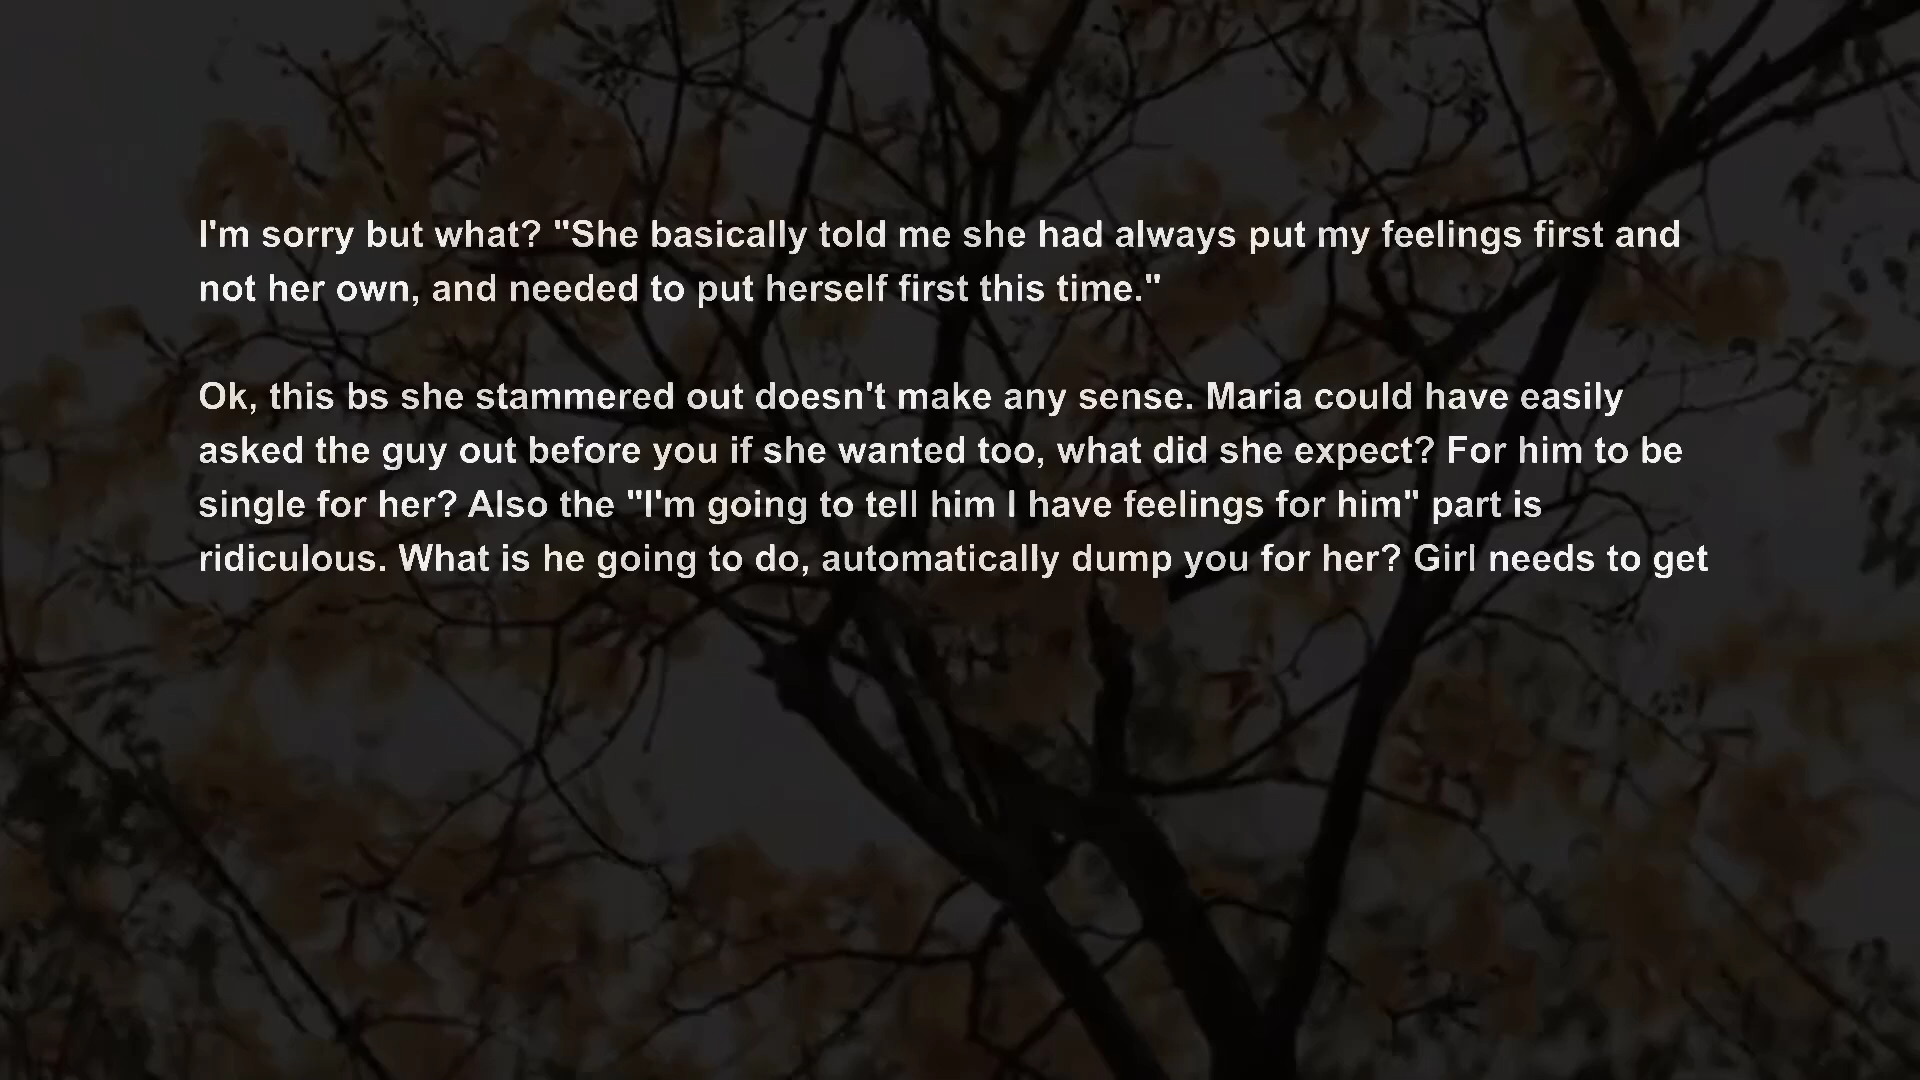 I'm sorry but what? "She basically told me she had always put my feelings first and
not her own, and needed to put herself first this time."
Ok, this bs she stammered out doesn't make any sense. Maria could have easily
asked the guy out before you if she wanted too, what did she expect? For him to be
single for her? Also the "I'm going to tell him I have feelings for him" part is
ridiculous. What is he going to do, automatically dump you for her? Girl needs to get